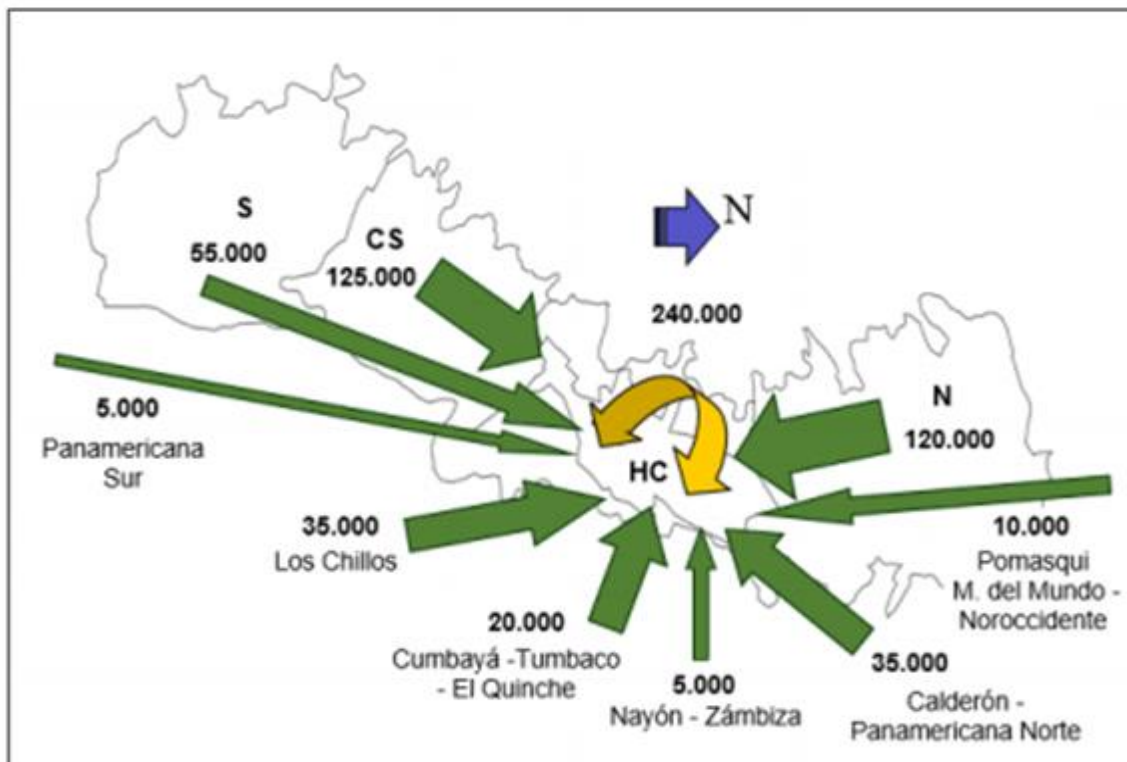 S
55.000
CS
125.000
N
240.000
5.000
Panamericana
Sur
HC
N
120.000
35.000
Los Chillos
20.000
Cumbayá -Tumbaco
- El Quinche
5.000
Nayón - Zámbiza
35.000
Calderón -
Panamericana Norte
10.000
Pomasqui
M. del Mundo -
Noroccidente